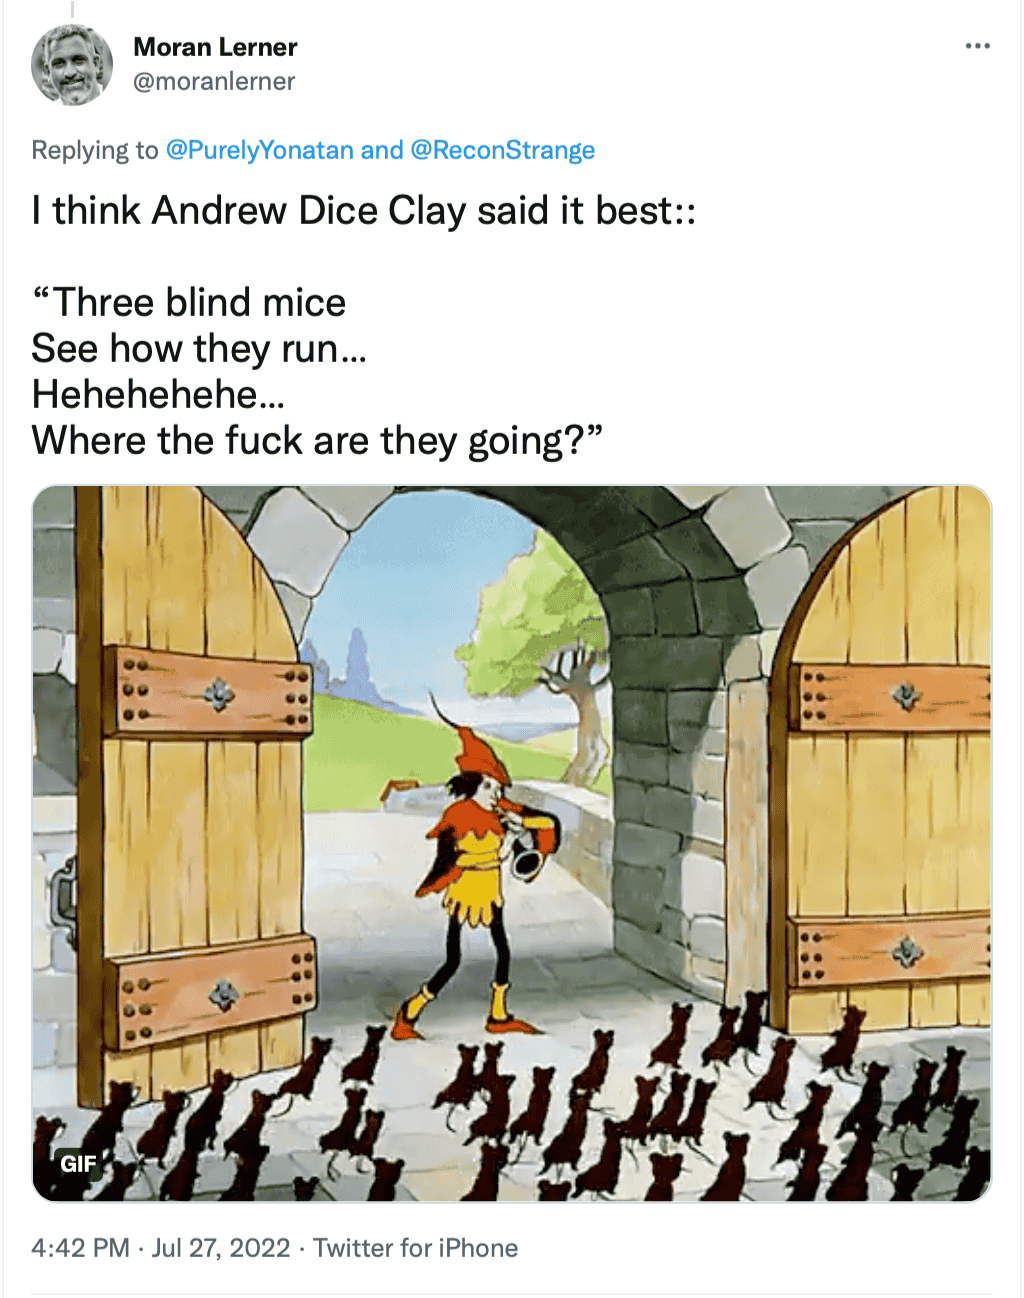 Moran Lerner
@moranlerner
Replying to @PurelyYonatan and @ReconStrange
I think Andrew Dice Clay said it best::
“Three blind mice
See how they run...
Hehehehehe...
Where the fuck are they going?”
GIF
4:42 PM · Jul 27, 2022 · Twitter for iPhone